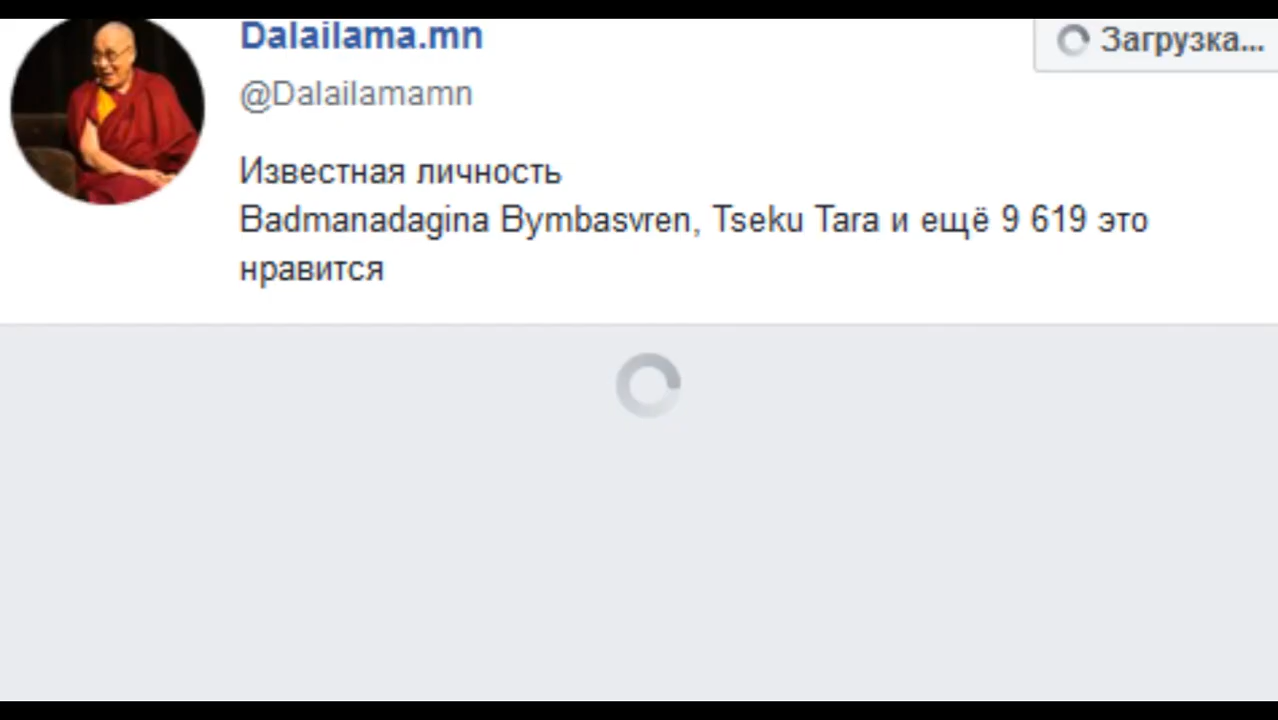 Dalailama.mn
Загрузка...
@Dalailamamn
Известная личность
Badmanadagina Bymbasvren, Tseku Tara и ещё 9 619 это
нравится